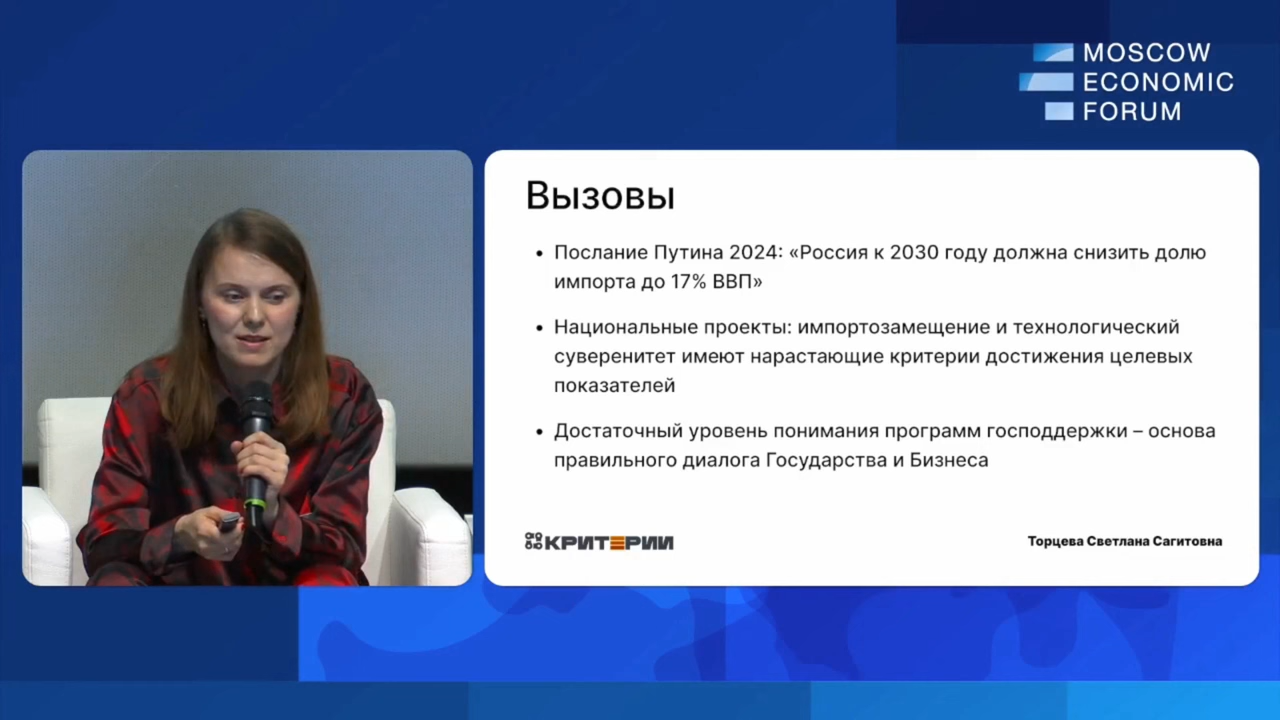 MOSCOW
ECONOMIC
FORUM
Вызовы
• Послание Путина 2024: «Россия к 2030 году должна снизить долю
импорта до 17% ВВП»
• Национальные проекты: импортозамещение и технологический
суверенитет имеют нарастающие критерии достижения целевых
показателей
• Достаточный уровень понимания программ господдержки – основа
правильного диалога Государства и Бизнеса
КРИТЕРИИ
Торцева Светлана Сагитовна